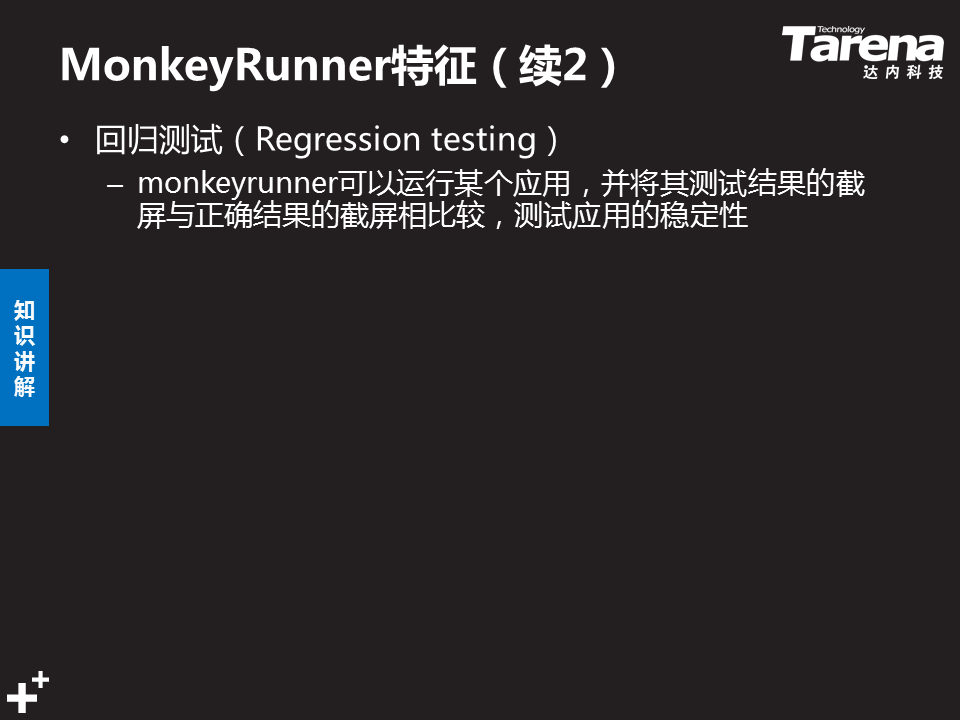 MonkeyRunner特征（续2）
Technology
Tarena
达内科技
• 回归测试（Regression testing）
– monkeyrunner可以运行某个应用，并将其测试结果的截
屏与正确结果的截屏相比较，测试应用的稳定性
知
识
讲
解